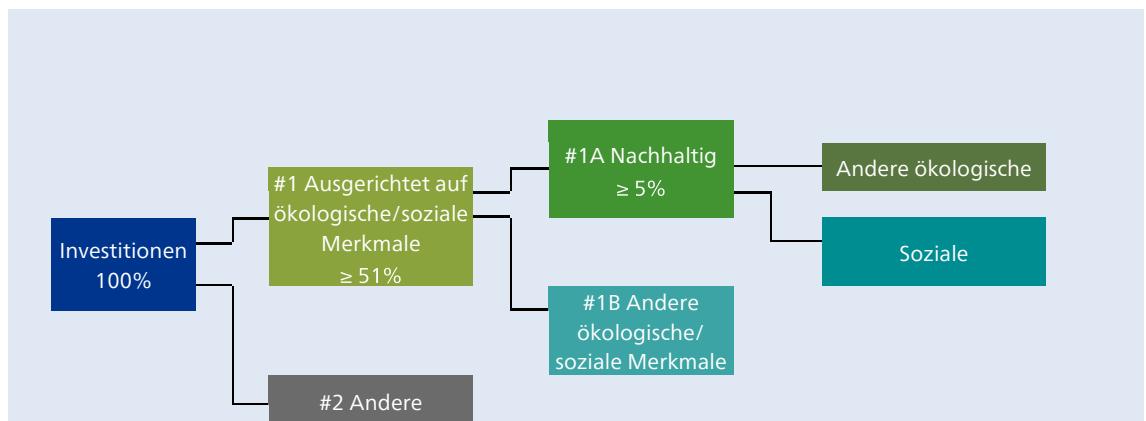 Investitionen
100%
#1 Ausgerichtet auf
ökologische/soziale
Merkmale
≥ 51%
#2 Andere
#1A Nachhaltig
≥ 5%
#1B Andere
ökologische/
soziale Merkmale
Andere ökologische
Soziale